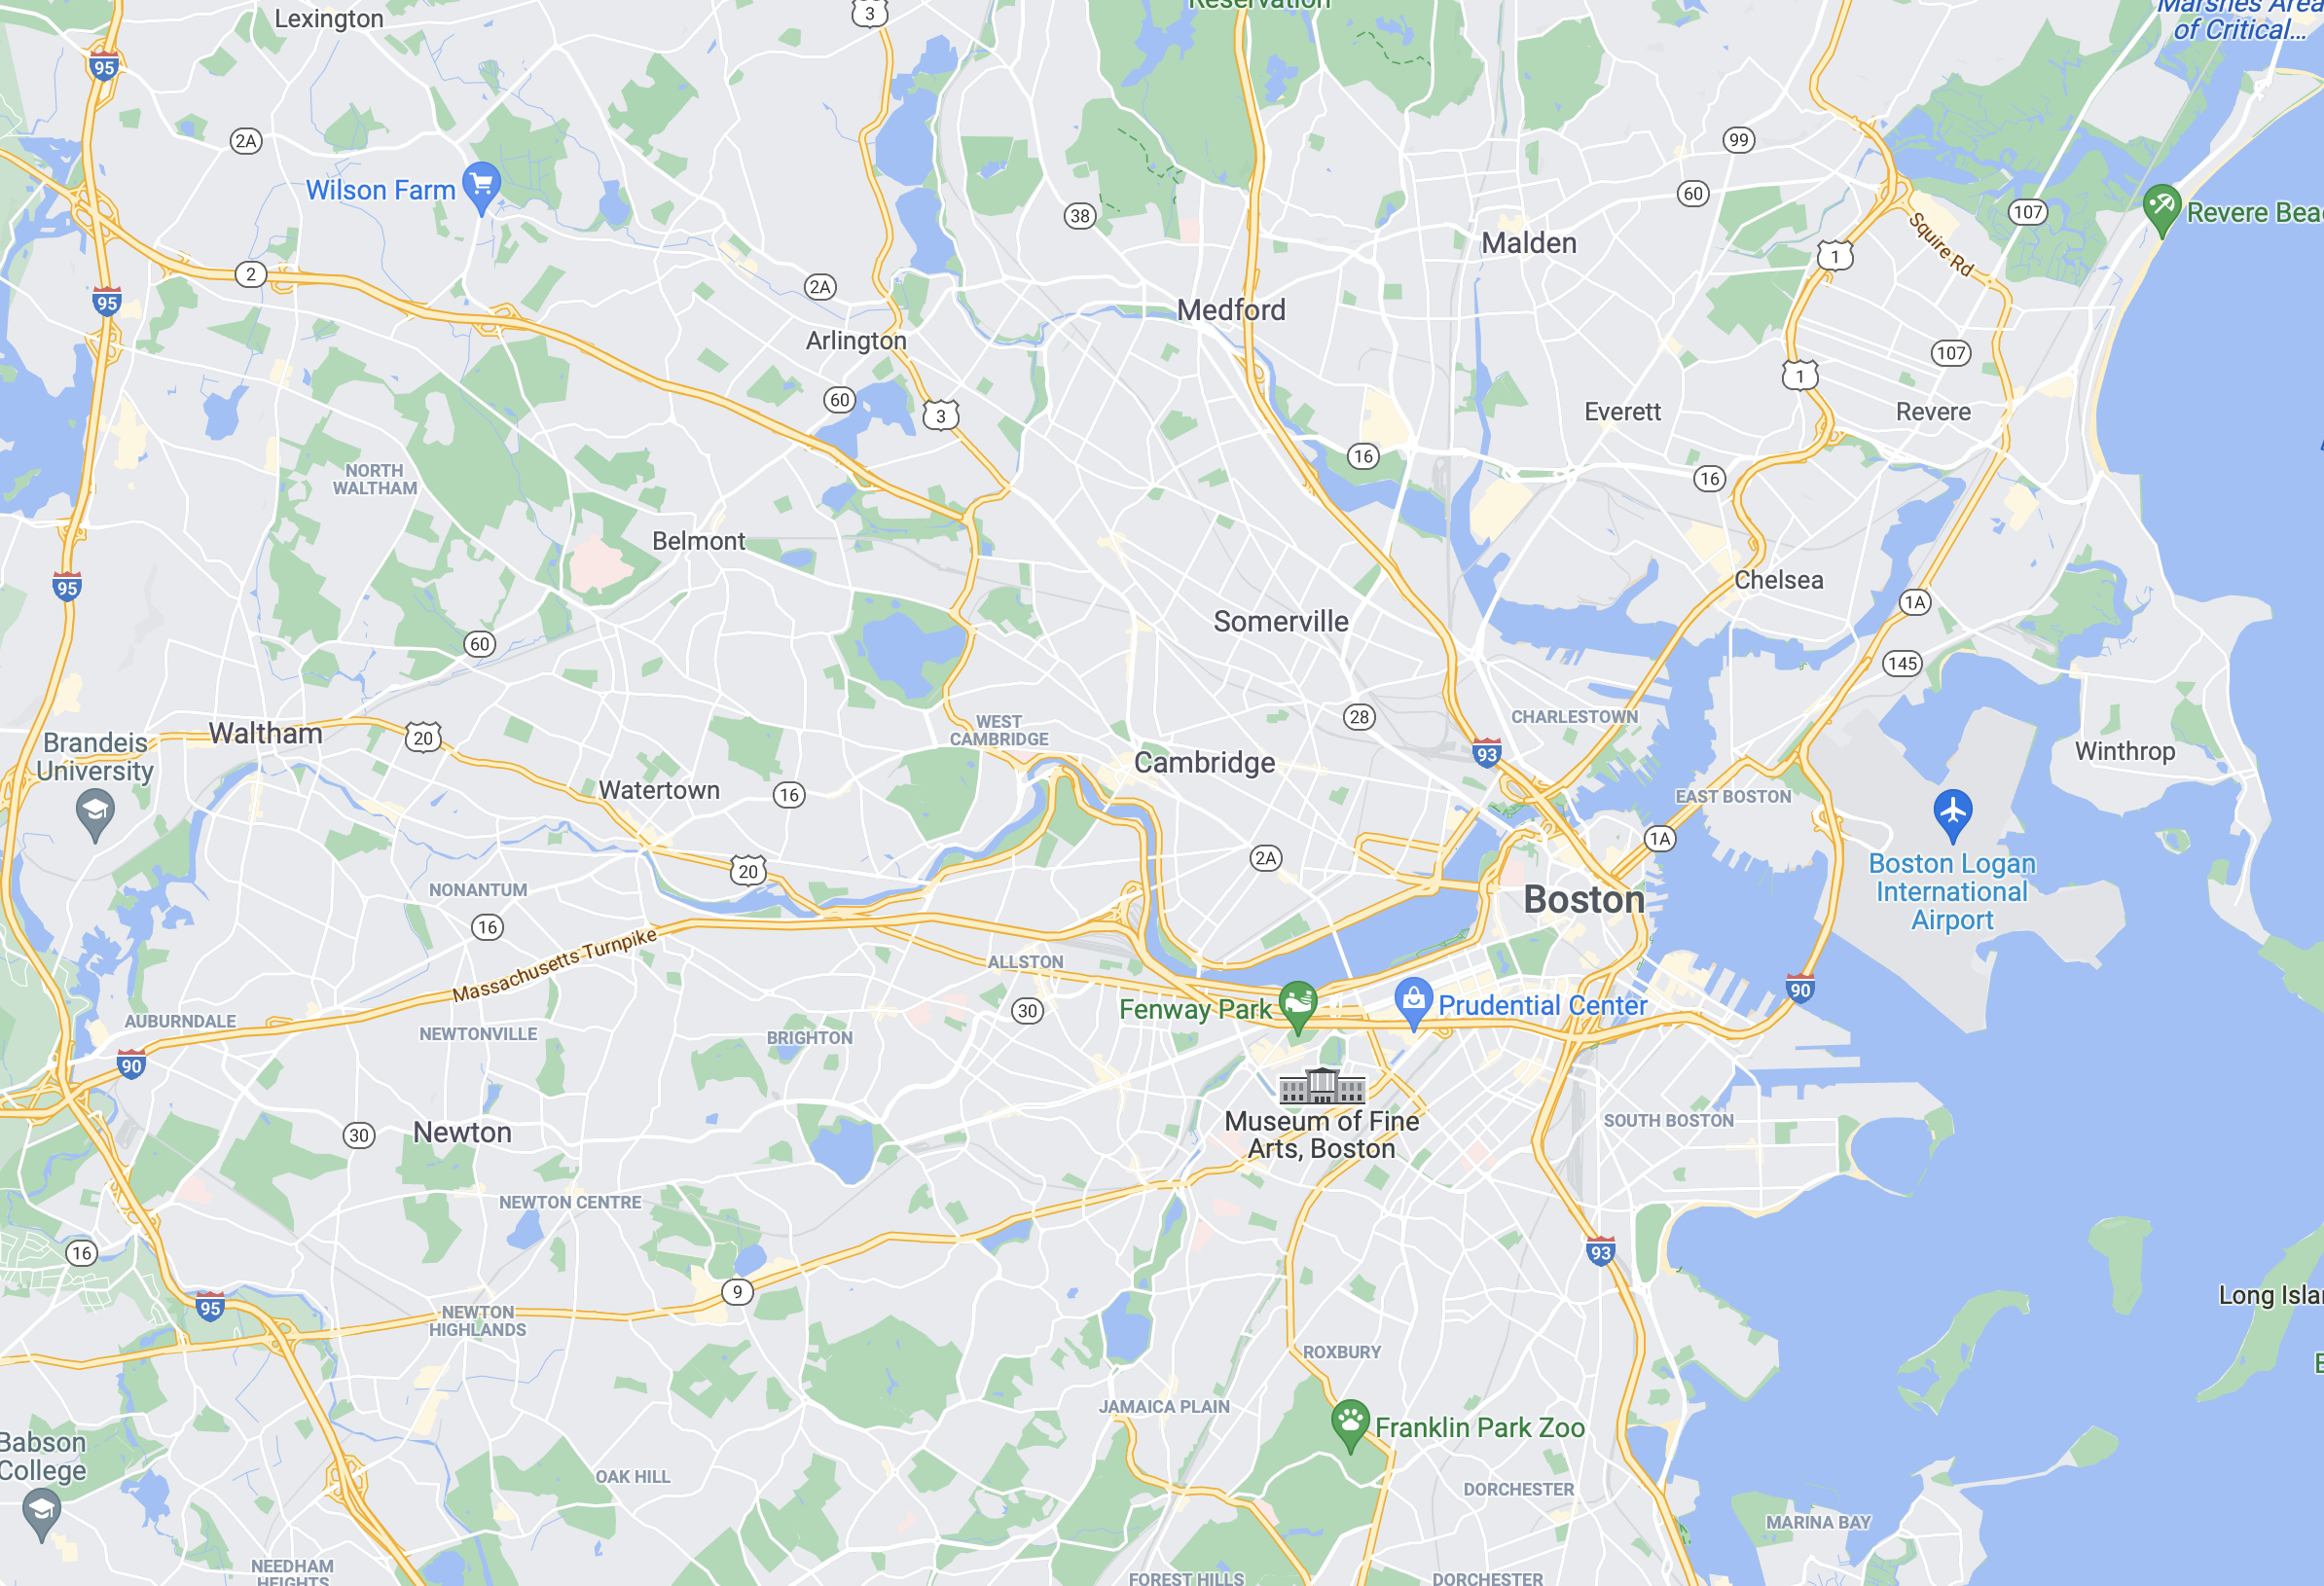 Lexington
3
Reservation
Marshes Area
of Critical...
95
2A
99
Wilson Farm
60
38
107
Revere Bea
Squire Rd
Malden
1
2
95
2A
Medford
Arlington
107
1
60
3
Everett
Revere
16
NORTH
WALTHAM
16
Belmont
95
Chelsea
1A
Somerville
60
145
28
CHARLESTOWN
WEST
CAMBRIDGE
Waltham
20
Brandeis
University
93
Winthrop
Cambridge
Watertown
16
EAST BOSTON
1A
2A
20
Boston Logan
International
Airport
NONANTUM
Boston
16
Massachusetts Turnpike
ALLSTON
90
Fenway Park
Prudential Center
30
AUBURNDALE
NEWTONVILLE
BRIGHTON
90
Museum of Fine
Arts, Boston
SOUTH BOSTON
30
Newton
NEWTON CENTRE
16
93
9
Long Islan
95
NEWTON
HIGHLANDS
ROXBURY
E
JAMAICA PLAIN
Franklin Park Zoo
Babson
College
OAK HILL
DORCHESTER
MARINA BAY
NEEDHAM
HEIGHTS
FOREST HILLS
DORCHESTER